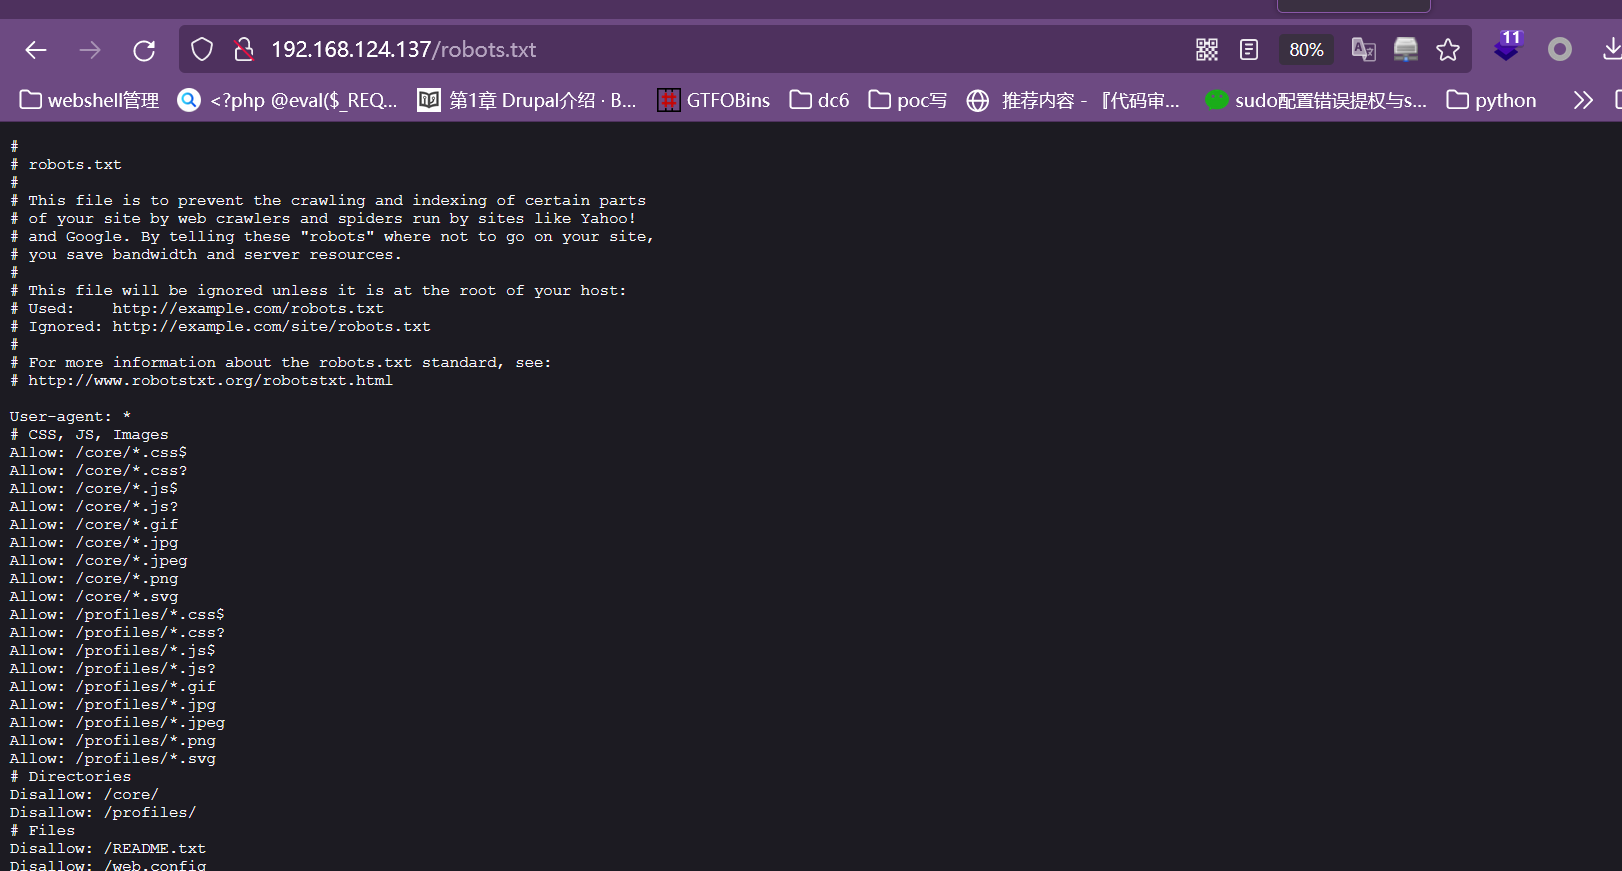 192.168.124.137/robots.txt
80%
11
webshell管理
<?php @eval($_REQ...
第1章 Drupal介绍 · B...
GTFOBins
dc6
poc写
推荐内容 - 『代码审...
sudo配置错误提权与s...
python
#
# robots.txt
#
# This file is to prevent the crawling and indexing of certain parts
# of your site by web crawlers and spiders run by sites like Yahoo!
# and Google. By telling these "robots" where not to go on your site,
# you save bandwidth and server resources.
#
# This file will be ignored unless it is at the root of your host:
# Used:    http://example.com/robots.txt
# Ignored: http://example.com/site/robots.txt
#
# For more information about the robots.txt standard, see:
# http://www.robotstxt.org/robotstxt.html
User-agent: *
# CSS, JS, Images
Allow: /core/*.css$
Allow: /core/*.css?
Allow: /core/*.js$
Allow: /core/*.js?
Allow: /core/*.gif
Allow: /core/*.jpg
Allow: /core/*.jpeg
Allow: /core/*.png
Allow: /core/*.svg
Allow: /profiles/*.css$
Allow: /profiles/*.css?
Allow: /profiles/*.js$
Allow: /profiles/*.js?
Allow: /profiles/*.gif
Allow: /profiles/*.jpg
Allow: /profiles/*.jpeg
Allow: /profiles/*.png
Allow: /profiles/*.svg
# Directories
Disallow: /core/
Disallow: /profiles/
# Files
Disallow: /README.txt
Disallow: /web.config